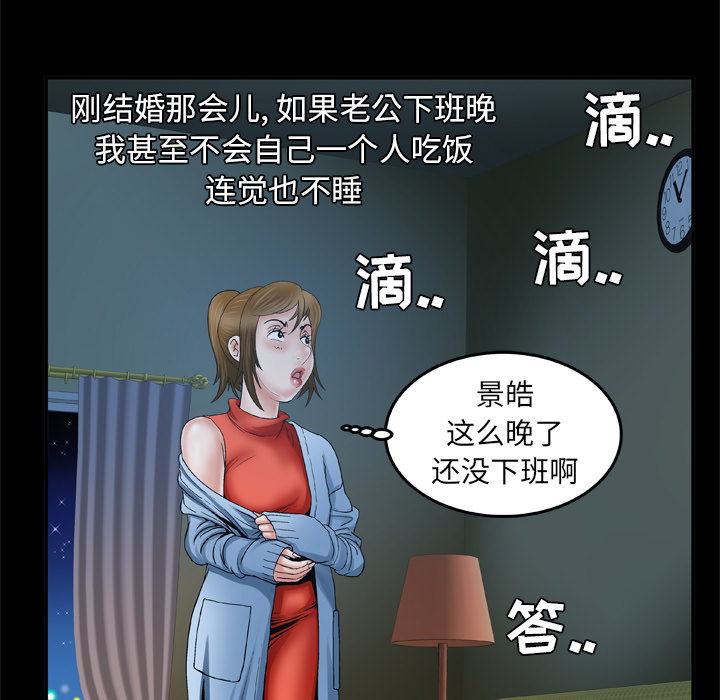 刚结婚那会儿, 如果老公下班晚
我甚至不会自己一个人吃饭
连觉也不睡
滴..
滴..
滴..
景皓
这么晚了
还没下班啊
答..